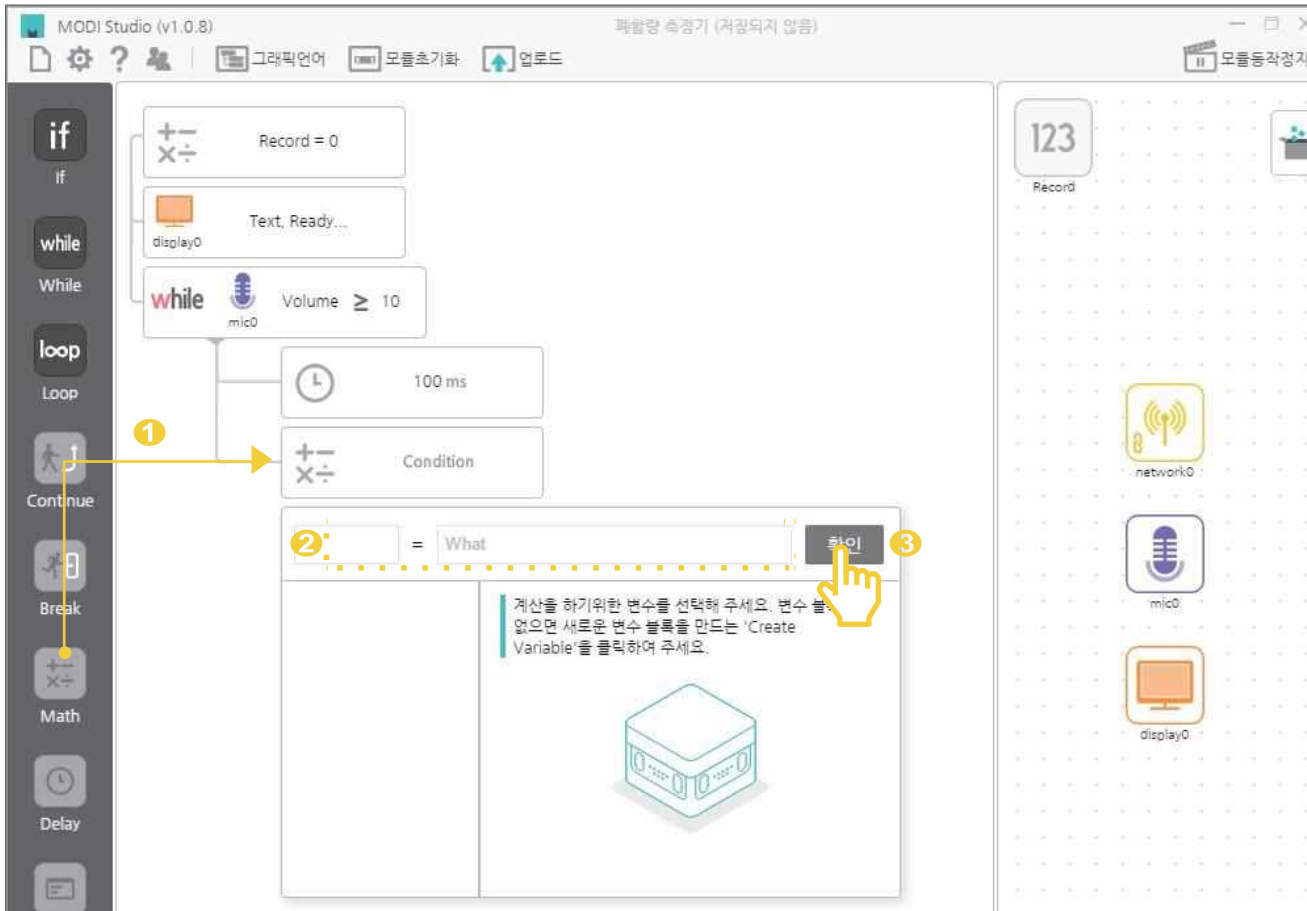 MODI Studio (v1.0.8)
폐활량 측정기 (저장되지 않음)
그래픽언어
모듈초기화
업로드
모듈동작정지
if
If
while
While
loop
Loop
Continue
Break
Math
Delay
Record = 0
display0
Text, Ready...
while
mic0
Volume ≥ 10
100 ms
1
Condition
2
= What
확인
3
계산을 하기위한 변수를 선택해 주세요. 변수
없으면 새로운 변수 블록을 만드는 'Create
Variable'을 클릭하여 주세요.
123
Record
network0
mic0
display0